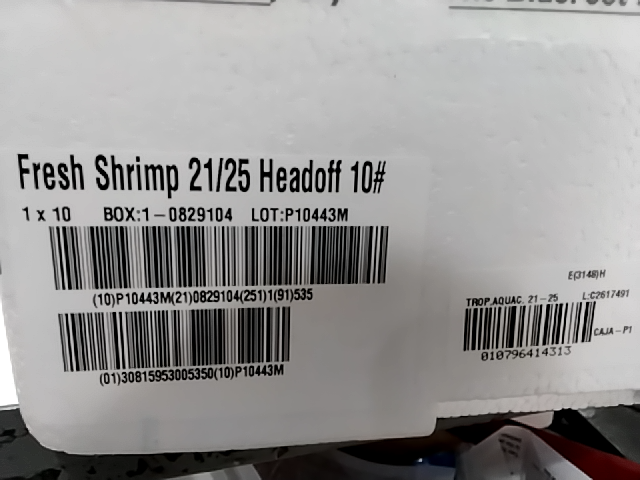 Fresh Shrimp 21/25 Headoff 10#
1 x 10 BOX:1-0829104 LOT:P10443M
(10)P10443M(21)0829104(251)1(91)535
(01)30815953005350(10)P10443M
E(3148)H
TROP.AQUAC. 21-25 L:C2617491
CAJA-P1
010796414313